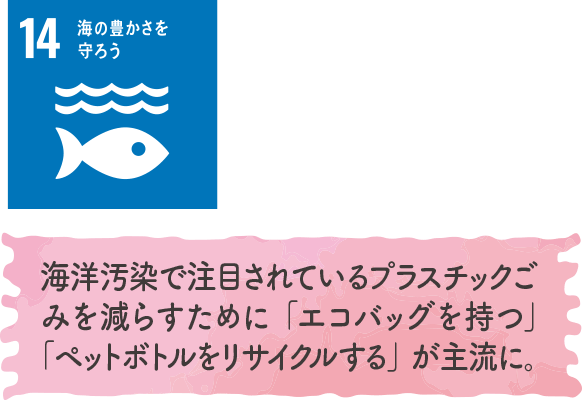 14 海の豊かさを
守ろう
海洋汚染で注目されているプラスチックご
みを減らすために「エコバッグを持つ」
「ペットボトルをリサイクルする」が主流に。